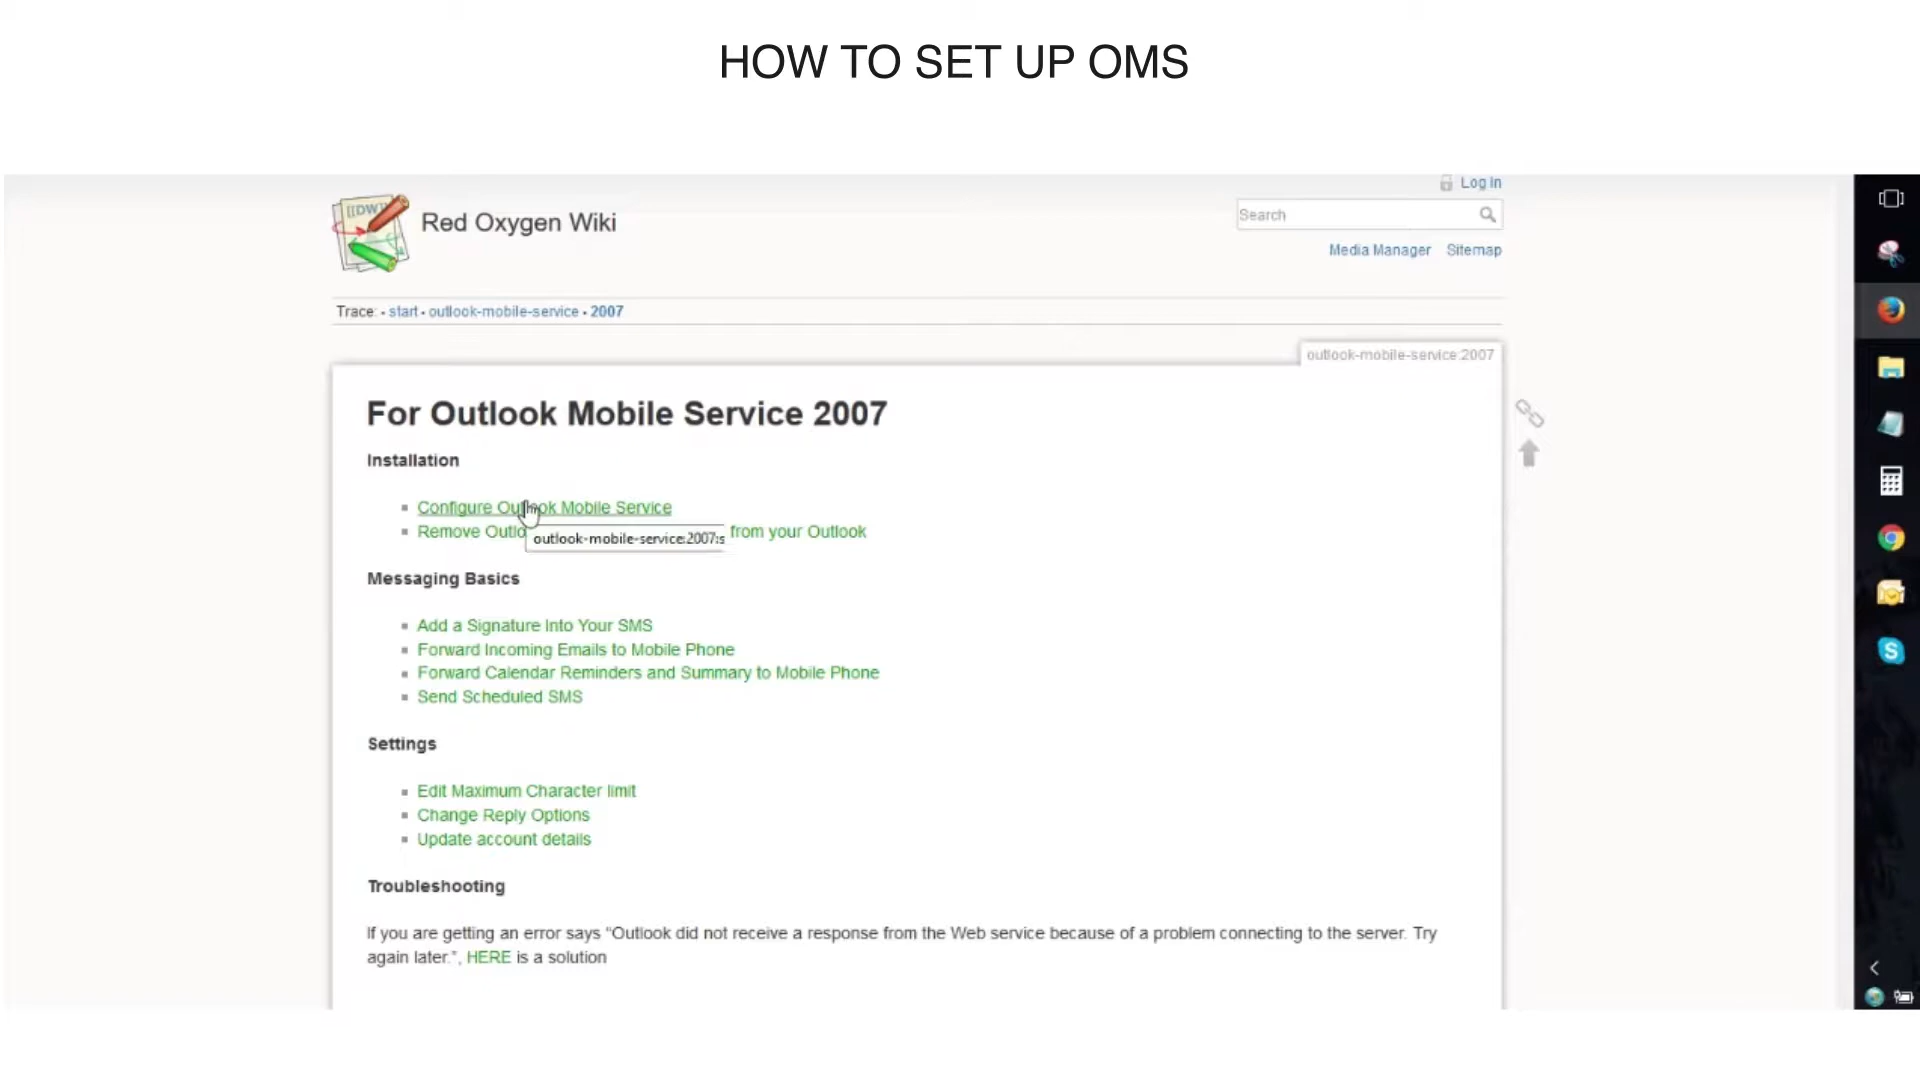 HOW TO SET UP OMS
Log In
[[DW
Red Oxygen Wiki
Search
Media Manager Sitemap
Trace: • start • outlook-mobile-service • 2007
outlook-mobile-service:2007
For Outlook Mobile Service 2007
Installation
Configure Outlook Mobile Service
Remove Outlo from your Outlook
outlook-mobile-service:2007:s
Messaging Basics
Add a Signature Into Your SMS
Forward Incoming Emails to Mobile Phone
Forward Calendar Reminders and Summary to Mobile Phone
Send Scheduled SMS
Settings
Edit Maximum Character limit
Change Reply Options
Update account details
Troubleshooting
If you are getting an error says “Outlook did not receive a response from the Web service because of a problem connecting to the server. Try
again later.”, HERE is a solution